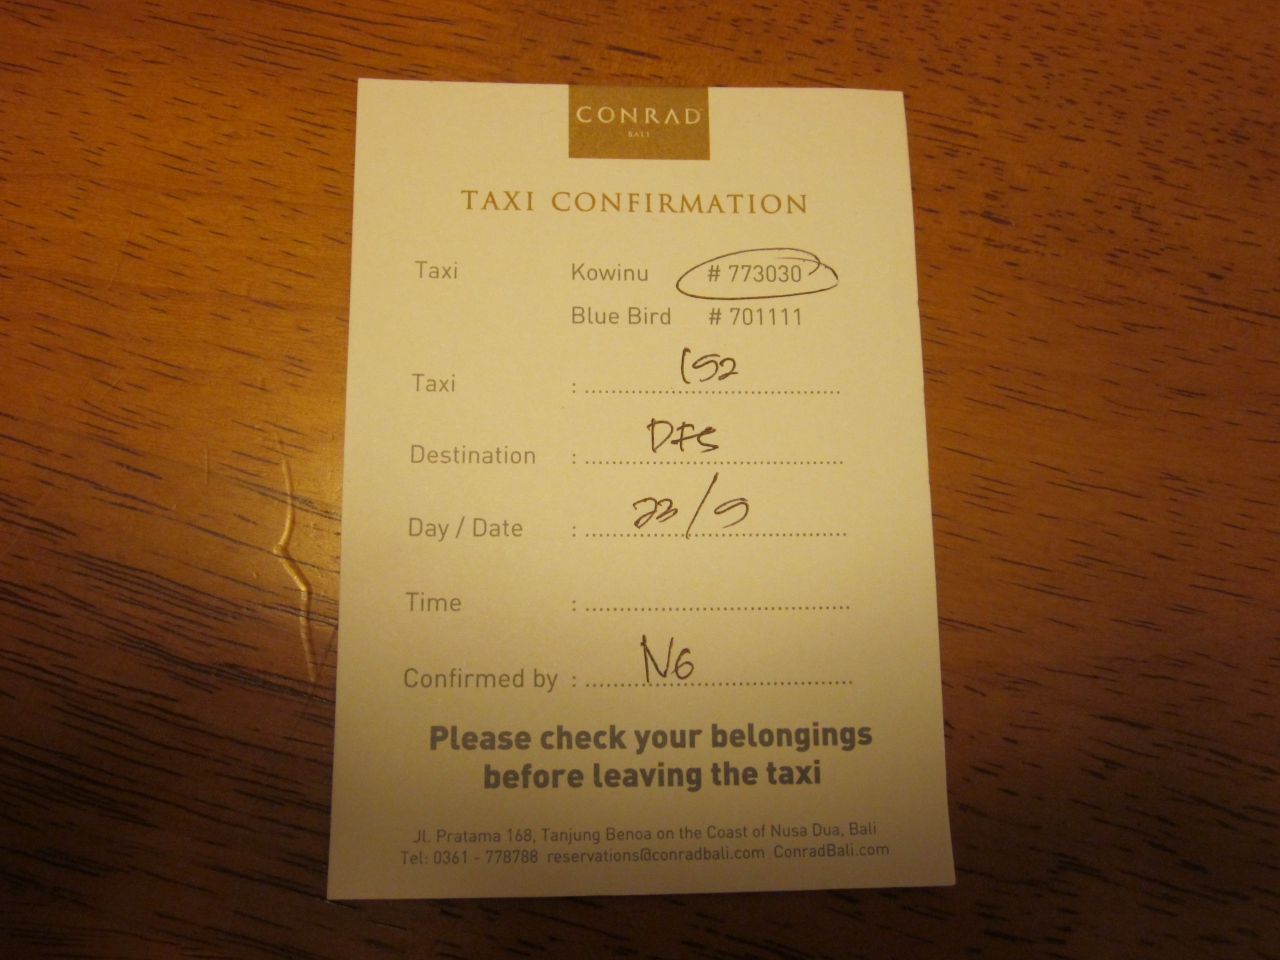 CONRAD
BALI
TAXI CONFIRMATION
Taxi Kowinu # 773030
Blue Bird # 701111
Taxi : 192
Destination : DFS
Day / Date : 23/9
Time :
Confirmed by : NG
Please check your belongings
before leaving the taxi
Jl. Pratama 168, Tanjung Benoa on the Coast of Nusa Dua, Bali
Tel: 0361 - 778788 reservations@conradbali.com ConradBali.com